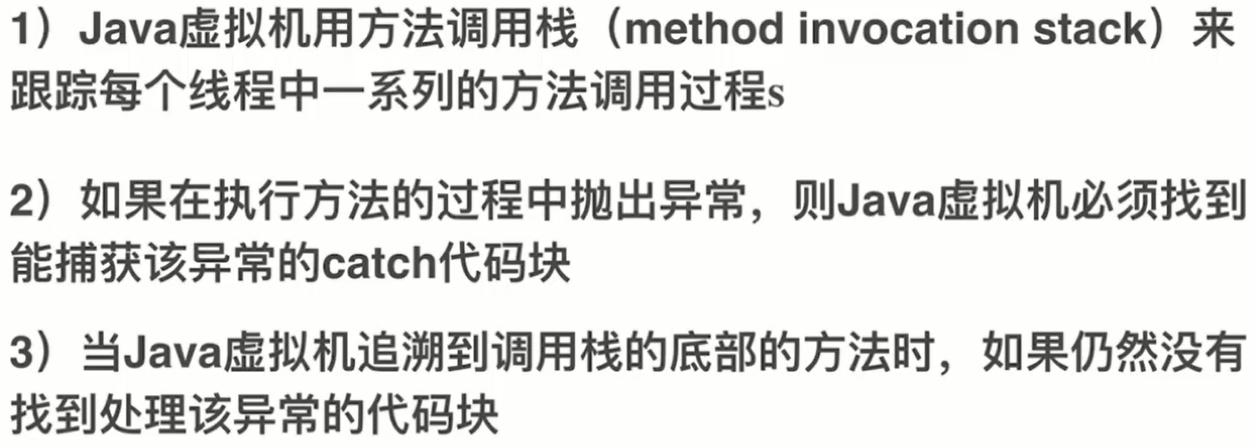 1）Java虚拟机用方法调用栈（method invocation stack）来
跟踪每个线程中一系列的方法调用过程s
2）如果在执行方法的过程中抛出异常，则Java虚拟机必须找到
能捕获该异常的catch代码块
3）当Java虚拟机追溯到调用栈的底部的方法时，如果仍然没有
找到处理该异常的代码块